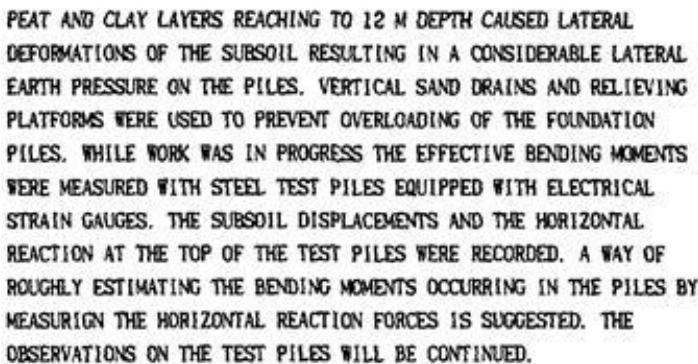 PEAT AND CLAY LAYERS REACHING TO 12 M DEPTH CAUSED LATERAL
DEFORMATIONS OF THE SUBSOIL RESULTING IN A CONSIDERABLE LATERAL
EARTH PRESSURE ON THE PILES. VERTICAL SAND DRAINS AND RELIEVING
PLATFORMS WERE USED TO PREVENT OVERLOADING OF THE FOUNDATION
PILES. WHILE WORK WAS IN PROGRESS THE EFFECTIVE BENDING MOMENTS
WERE MEASURED WITH STEEL TEST PILES EQUIPPED WITH ELECTRICAL
STRAIN GAUGES. THE SUBSOIL DISPLACEMENTS AND THE HORIZONTAL
REACTION AT THE TOP OF THE TEST PILES WERE RECORDED. A WAY OF
ROUGHLY ESTIMATING THE BENDING MOMENTS OCCURRING IN THE PILES BY
MEASURIGN THE HORIZONTAL REACTION FORCES IS SUGGESTED. THE
OBSERVATIONS ON THE TEST PILES WILL BE CONTINUED.